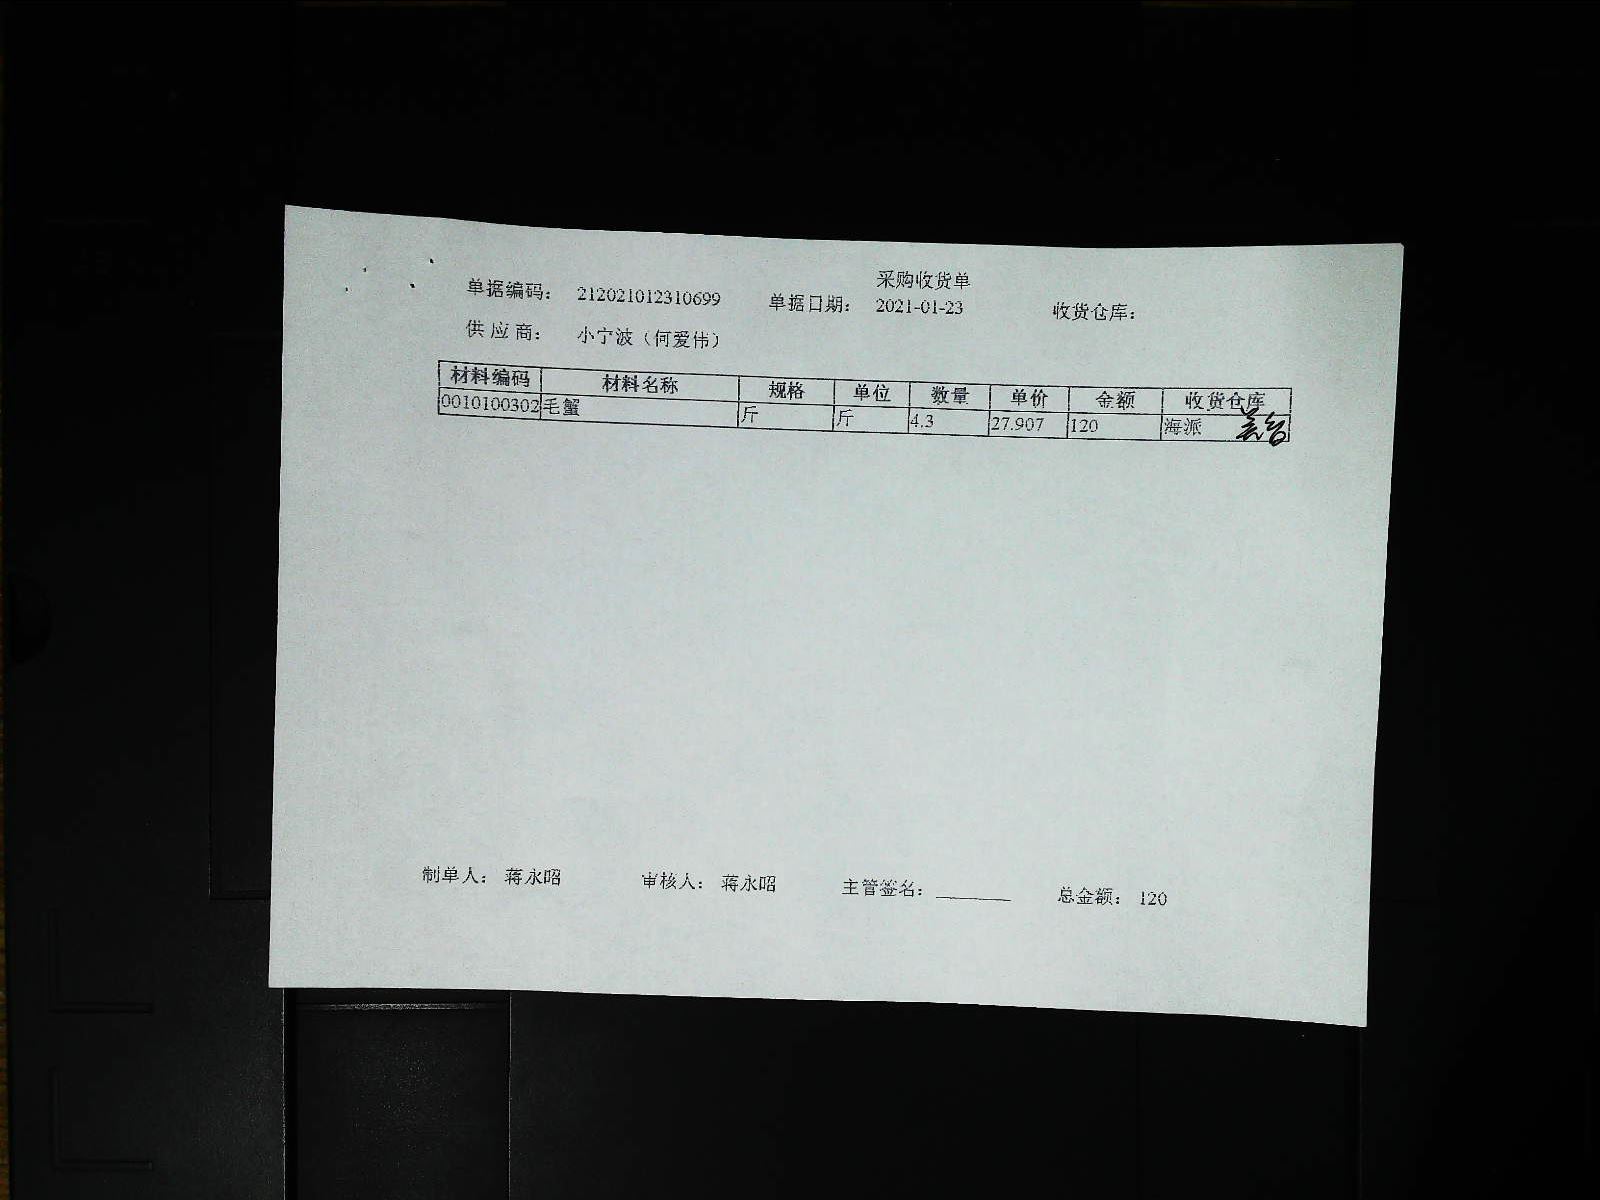 采购收货单
单据编码： 212021012310699 单据日期： 2021-01-23 收货仓库：
供 应 商： 小宁波（何爱伟）
材料编码 材料名称 规格 单位 数量 单价 金额 收货仓库
0010100302 毛蟹 斤 斤 4.3 27.907 120 海派
制单人： 蒋永昭 审核人： 蒋永昭 主管签名： 总金额： 120